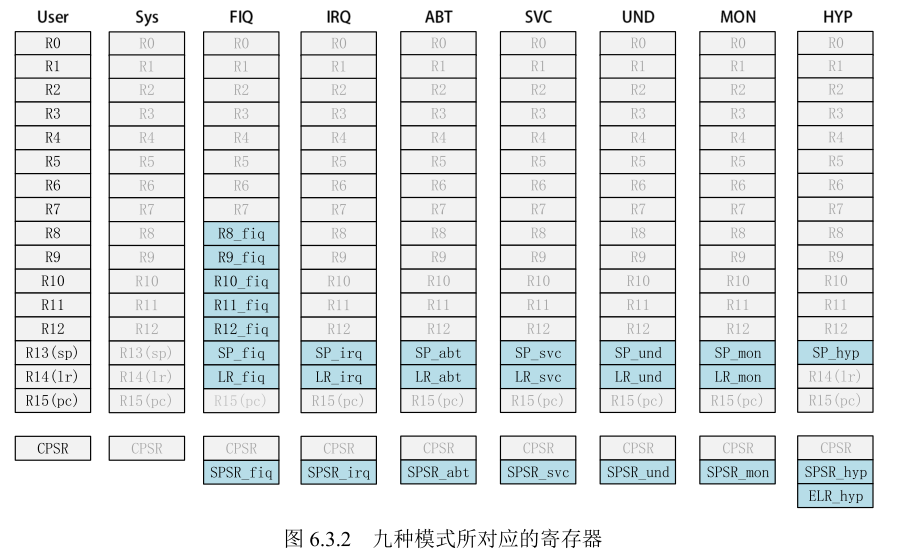 User Sys FIQ IRQ ABT SVC UND MON HYP
R0 R0 R0 R0 R0 R0 R0 R0 R0
R1 R1 R1 R1 R1 R1 R1 R1 R1
R2 R2 R2 R2 R2 R2 R2 R2 R2
R3 R3 R3 R3 R3 R3 R3 R3 R3
R4 R4 R4 R4 R4 R4 R4 R4 R4
R5 R5 R5 R5 R5 R5 R5 R5 R5
R6 R6 R6 R6 R6 R6 R6 R6 R6
R7 R7 R7 R7 R7 R7 R7 R7 R7
R8 R8 R8_fiq R8 R8 R8 R8 R8 R8
R9 R9 R9_fiq R9 R9 R9 R9 R9 R9
R10 R10 R10_fiq R10 R10 R10 R10 R10 R10
R11 R11 R11_fiq R11 R11 R11 R11 R11 R11
R12 R12 R12_fiq R12 R12 R12 R12 R12 R12
R13(sp) R13(sp) SP_fiq SP_irq SP_abt SP_svc SP_und SP_mon SP_hyp
R14(lr) R14(lr) LR_fiq LR_irq LR_abt LR_svc LR_und LR_mon R14(lr)
R15(pc) R15(pc) R15(pc) R15(pc) R15(pc) R15(pc) R15(pc) R15(pc) R15(pc)
CPSR CPSR CPSR CPSR CPSR CPSR CPSR CPSR CPSR
SPSR_fiq SPSR_irq SPSR_abt SPSR_svc SPSR_und SPSR_mon SPSR_hyp
ELR_hyp
图 6.3.2 九种模式所对应的寄存器